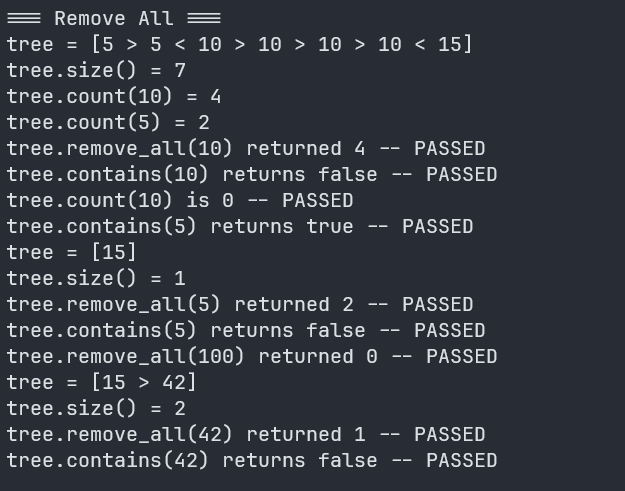 === Remove All ===
tree = [5 > 5 < 10 > 10 > 10 > 10 < 15]
tree.size() = 7
tree.count(10) = 4
tree.count(5) = 2
tree.remove_all(10) returned 4 -- PASSED
tree.contains(10) returns false -- PASSED
tree.count(10) is 0 -- PASSED
tree.contains(5) returns true -- PASSED
tree = [15]
tree.size() = 1
tree.remove_all(5) returned 2 -- PASSED
tree.contains(5) returns false -- PASSED
tree.remove_all(100) returned 0 -- PASSED
tree = [15 > 42]
tree.size() = 2
tree.remove_all(42) returned 1 -- PASSED
tree.contains(42) returns false -- PASSED